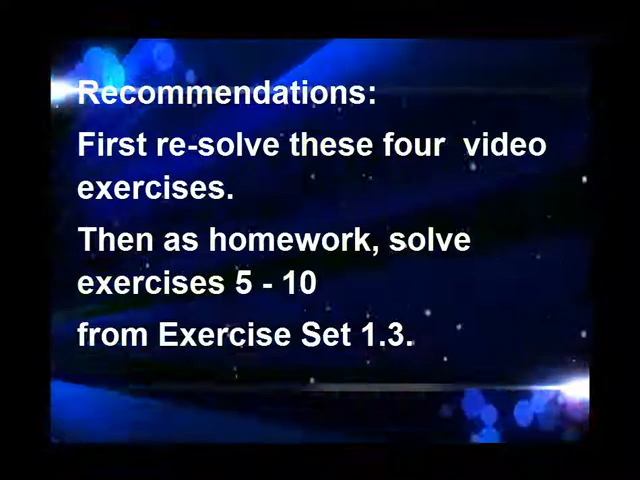 Recommendations:
First re-solve these four video
exercises.
Then as homework, solve
exercises 5 - 10
from Exercise Set 1.3.